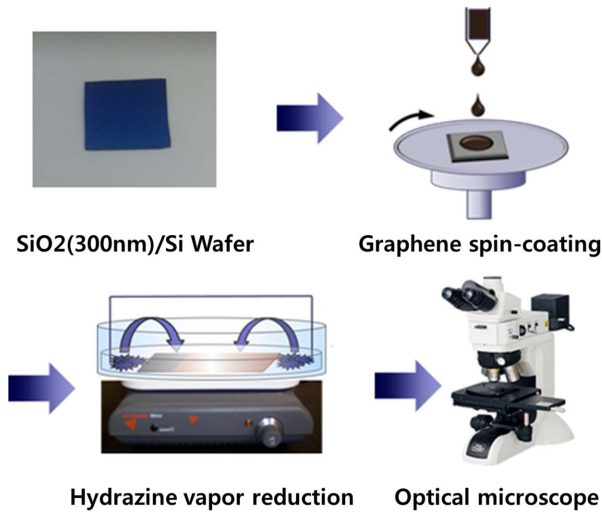 SiO2(300nm)/Si Wafer
Graphene spin-coating
Hydrazine vapor reduction
Optical microscope